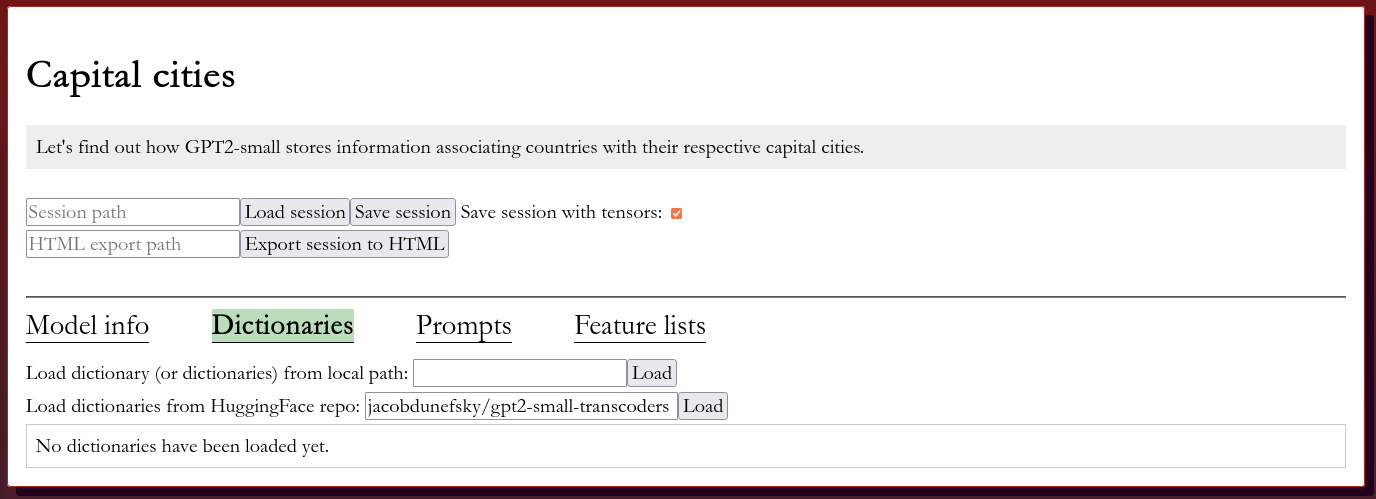 Capital cities
Let's find out how GPT2-small stores information associating countries with their respective capital cities.
Session path Load session Save session Save session with tensors:
HTML export path Export session to HTML
Model info Dictionaries Prompts Feature lists
Load dictionary (or dictionaries) from local path: Load
Load dictionaries from HuggingFace repo: jacobdunefsky/gpt2-small-transcoders Load
No dictionaries have been loaded yet.